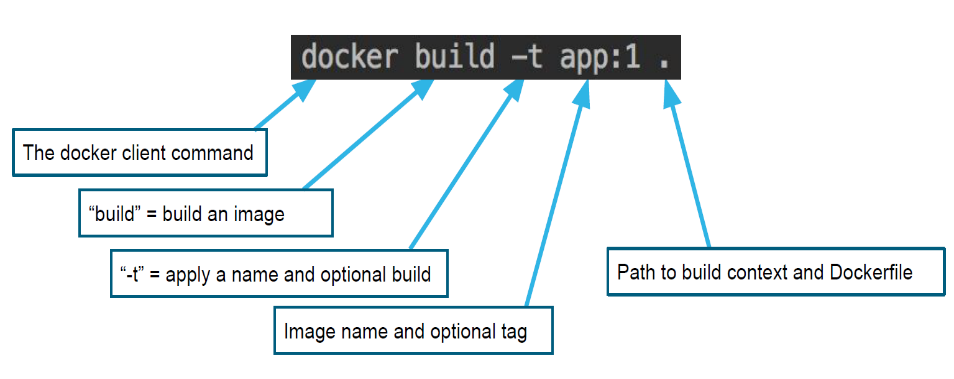 docker build -t app:1 .
The docker client command
“build” = build an image
“-t” = apply a name and optional build
Path to build context and Dockerfile
Image name and optional tag